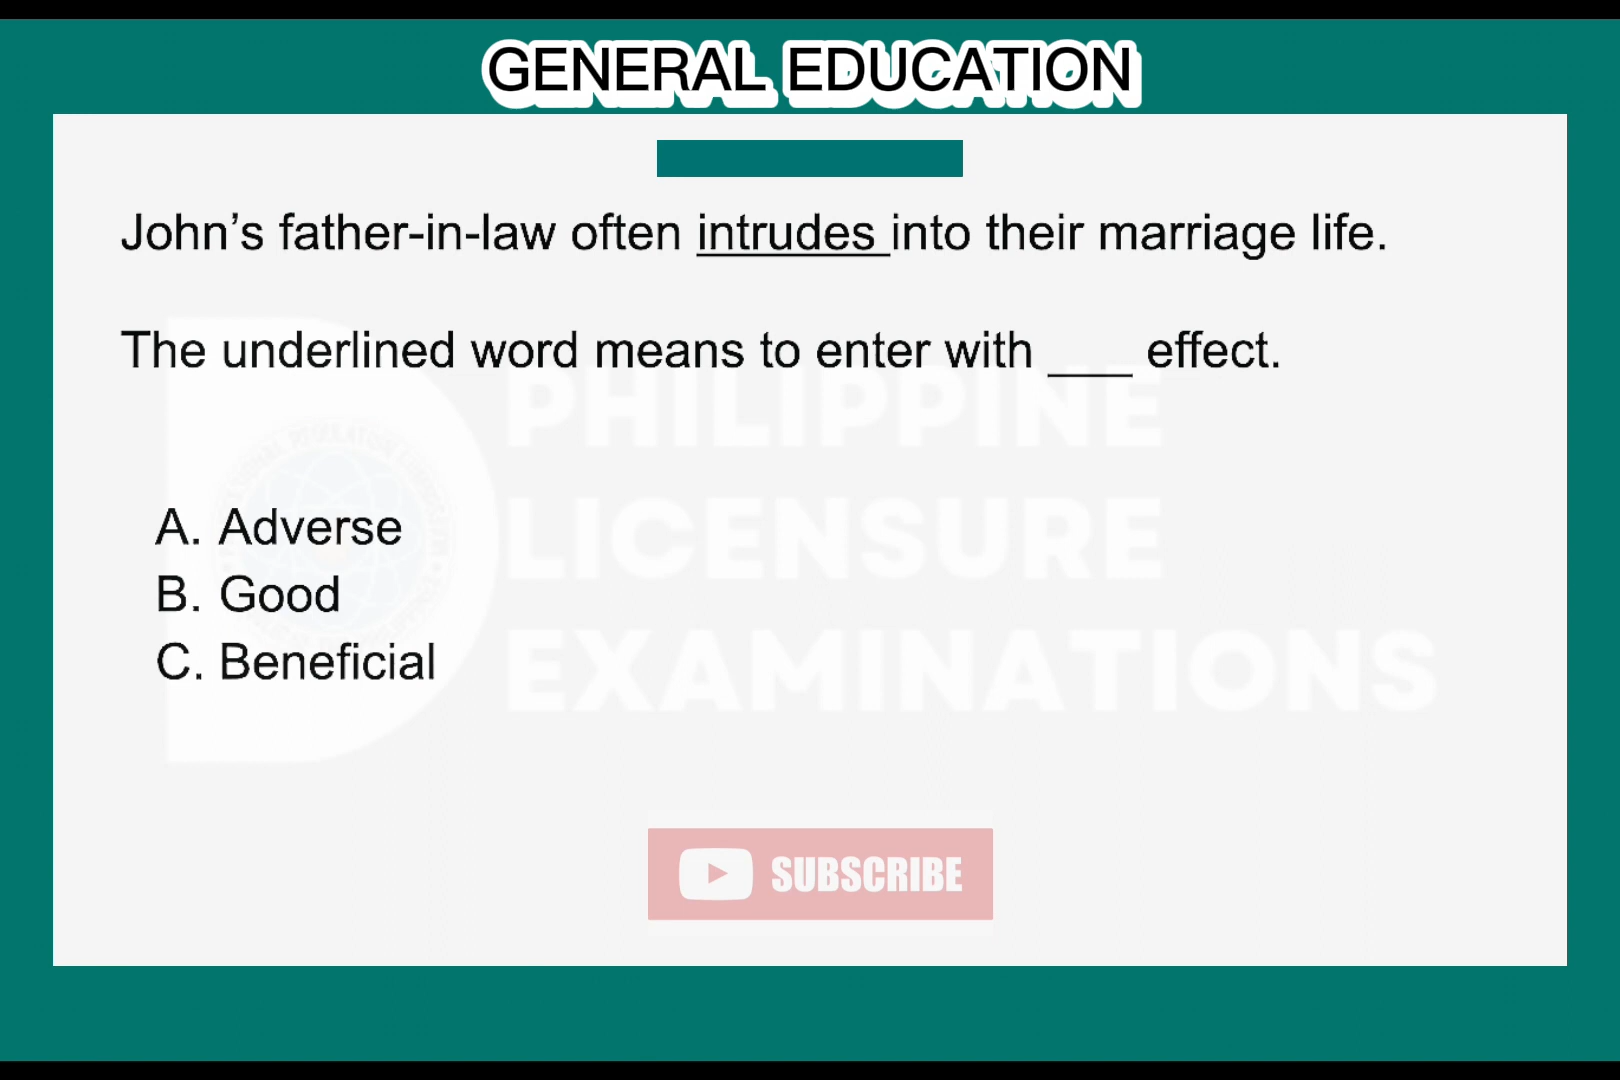 GENERAL EDUCATION
John’s father-in-law often intrudes into their marriage life.
The underlined word means to enter with ___ effect.
A. Adverse
B. Good
C. Beneficial
PHILIPPINE
LICENSURE
EXAMINATIONS
SUBSCRIBE